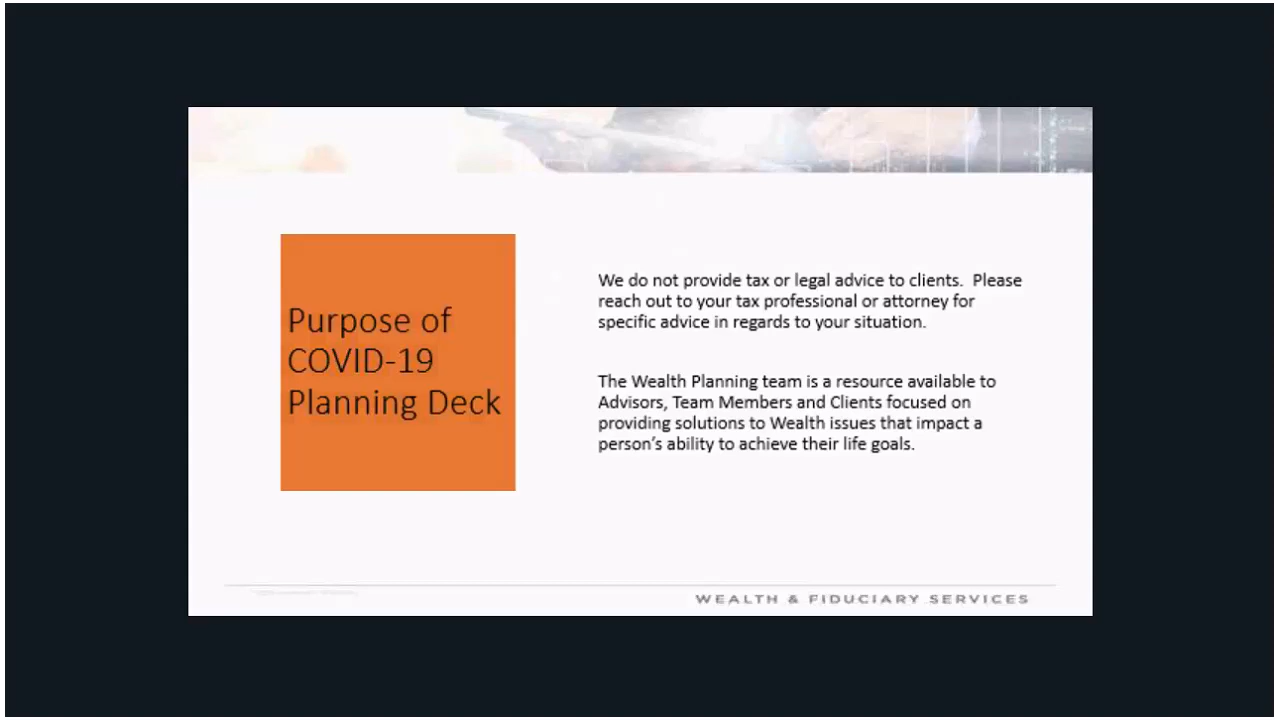 Purpose of
COVID-19
Planning Deck
We do not provide tax or legal advice to clients.  Please
reach out to your tax professional or attorney for
specific advice in regards to your situation.
The Wealth Planning team is a resource available to
Advisors, Team Members and Clients focused on
providing solutions to Wealth issues that impact a
person’s ability to achieve their life goals.
WEALTH & FIDUCIARY SERVICES